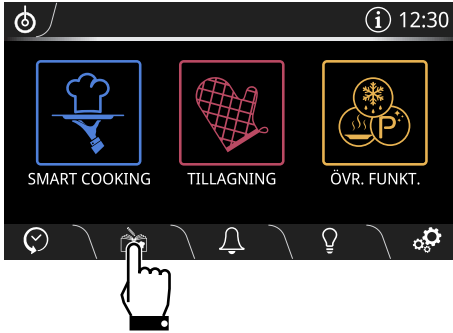 i 12:30
SMART COOKING
TILLAGNING
ÖVR. FUNKT.
P